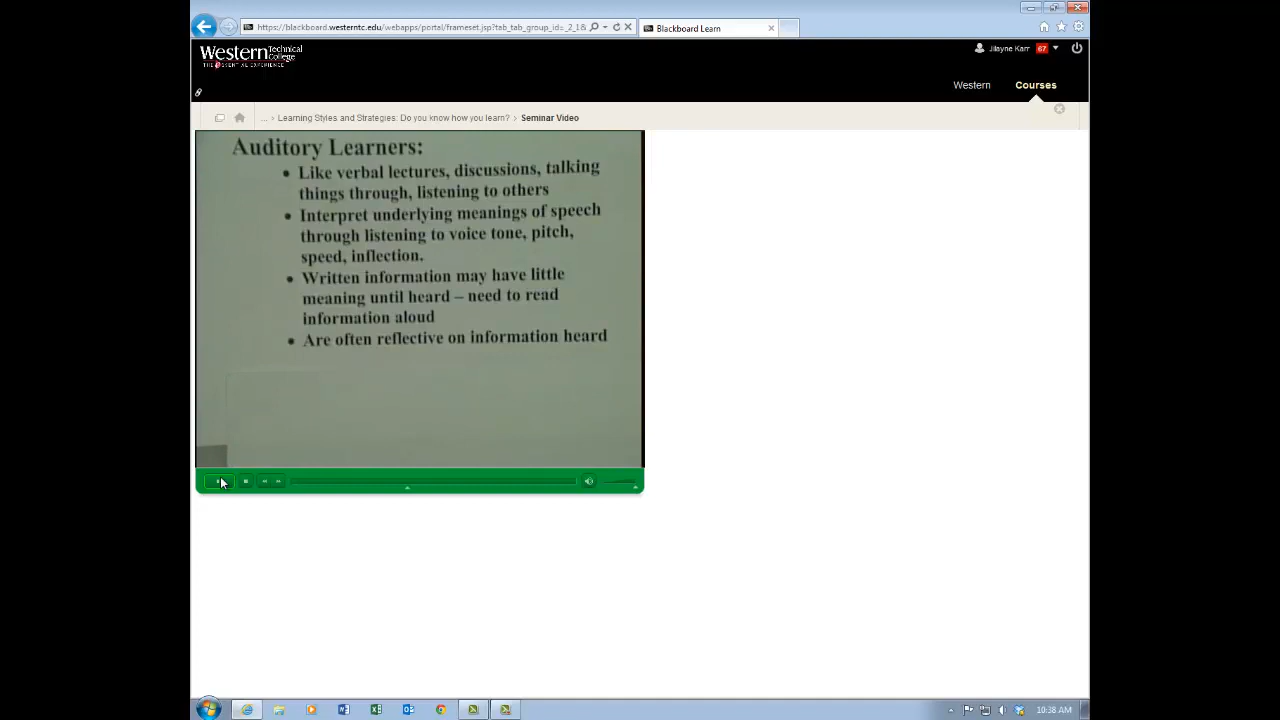 https://blackboard.westerntc.edu/webapps/portal/frameset.jsp?tab_tab_group_id=_2_1&
Blackboard Learn
Western Technical College
THE ESSENTIAL EXPERIENCE
Jilayne Karr 67
Western Courses
... › Learning Styles and Strategies: Do you know how you learn? › Seminar Video
Auditory Learners:
• Like verbal lectures, discussions, talking
things through, listening to others
• Interpret underlying meanings of speech
through listening to voice tone, pitch,
speed, inflection.
• Written information may have little
meaning until heard – need to read
information aloud
• Are often reflective on information heard
10:38 AM